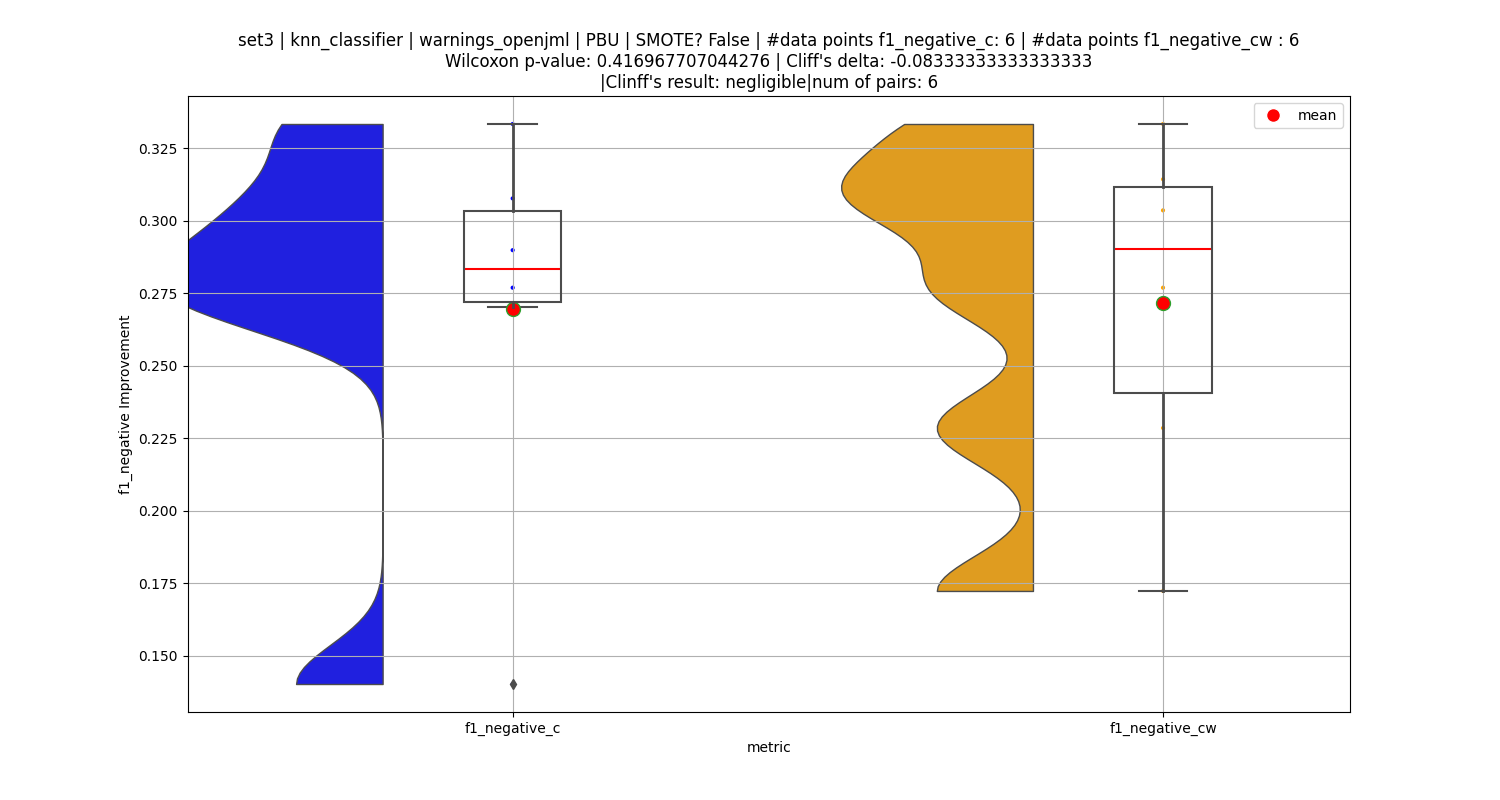 set3 | knn_classifier | warnings_openjml | PBU | SMOTE? False | #data points f1_negative_c: 6 | #data points f1_negative_cw : 6
Wilcoxon p-value: 0.416967707044276 | Cliff's delta: -0.08333333333333333
|Clinff's result: negligible|num of pairs: 6
mean
0.325
0.300
0.275
0.250
0.225
0.200
0.175
0.150
f1_negative Improvement
f1_negative_c
f1_negative_cw
metric